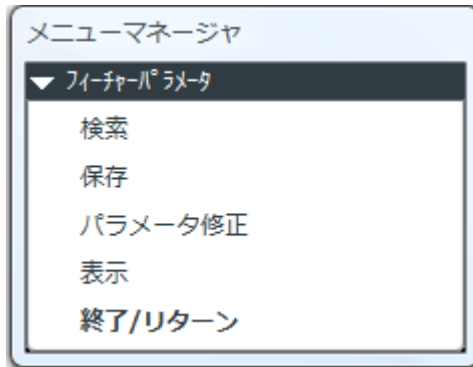 メニューマネージャ
▼ フィーチャーパラメータ
検索
保存
パラメータ修正
表示
終了/リターン